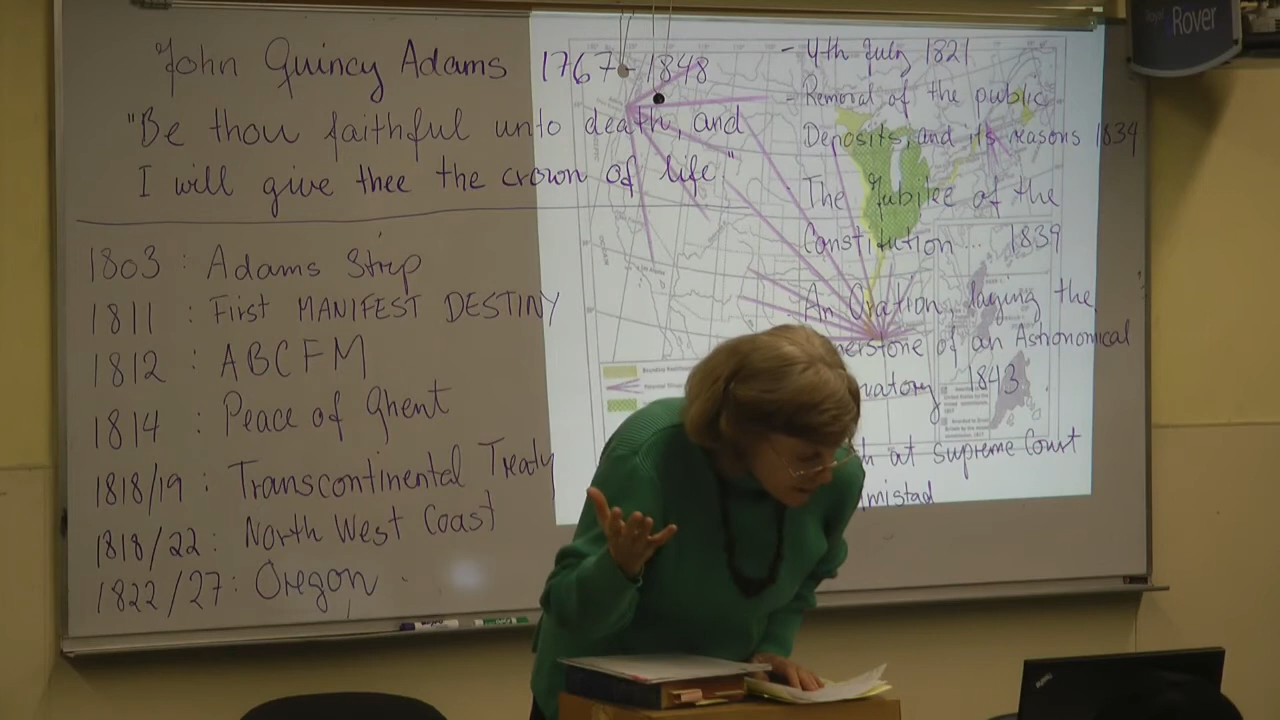 John Quincy Adams 1767-1848
"Be thou faithful unto death, and
I will give thee the crown of life."
1803 : Adams Strip
1811 : First MANIFEST DESTINY
1812 : ABCFM
1814 : Peace of Ghent
1818/19 : Transcontinental Treaty
1818/22 : North West Coast
1822/27 : Oregon
- 4th July 1821
- Removal of the public
Deposits, and its reasons 1834
- The Jubilee of the
Constitution ... 1839
- An Oration, laying the
nerstone of an Astronomical
vatory 1843
h at Supreme Court
mistad
Rover